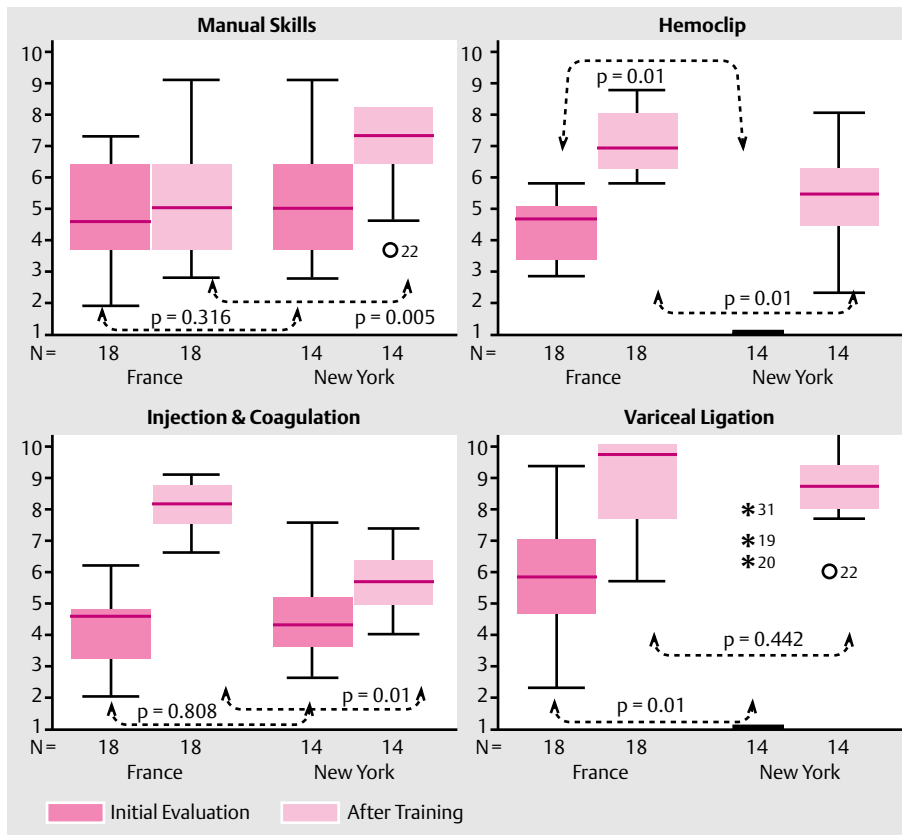 Manual Skills
10
9
8
7
6
5
4
3
2
1
22
p = 0.316
p = 0.005
N =
18
18
14
14
France
New York
Hemoclip
10
9
8
7
6
5
4
3
2
1
p = 0.01
p = 0.01
N =
18
18
14
14
France
New York
Injection & Coagulation
10
9
8
7
6
5
4
3
2
1
p = 0.808
p = 0.01
N =
18
18
14
14
France
New York
Variceal Ligation
10
9
8
7
6
5
4
3
2
1
31
19
20
22
p = 0.442
p = 0.01
N =
18
18
14
14
France
New York
Initial Evaluation
After Training